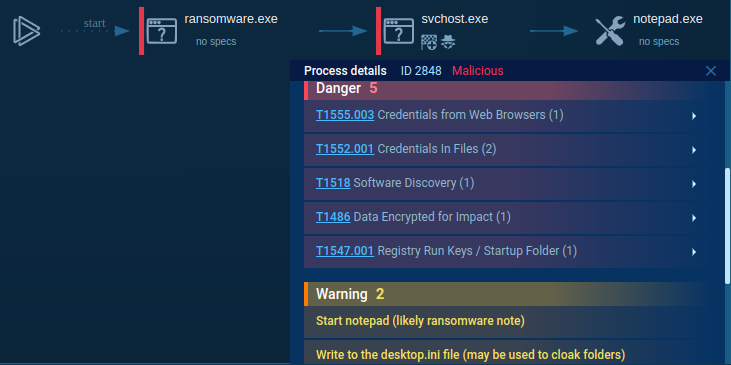 start
ransomware.exe
no specs
svchost.exe
notepad.exe
no specs
Process details ID 2848 Malicious
Danger 5
T1555.003 Credentials from Web Browsers (1)
T1552.001 Credentials In Files (2)
T1518 Software Discovery (1)
T1486 Data Encrypted for Impact (1)
T1547.001 Registry Run Keys / Startup Folder (1)
Warning 2
Start notepad (likely ransomware note)
Write to the desktop.ini file (may be used to cloak folders)